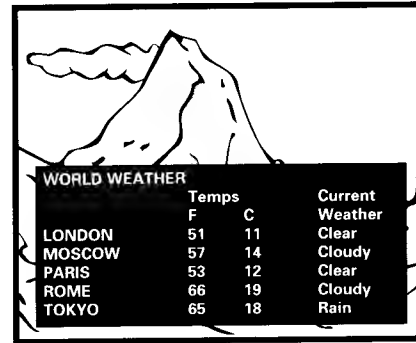 WORLD WEATHER
Temps Current
F C Weather
LONDON 51 11 Clear
MOSCOW 57 14 Cloudy
PARIS 53 12 Clear
ROME 66 19 Cloudy
TOKYO 65 18 Rain